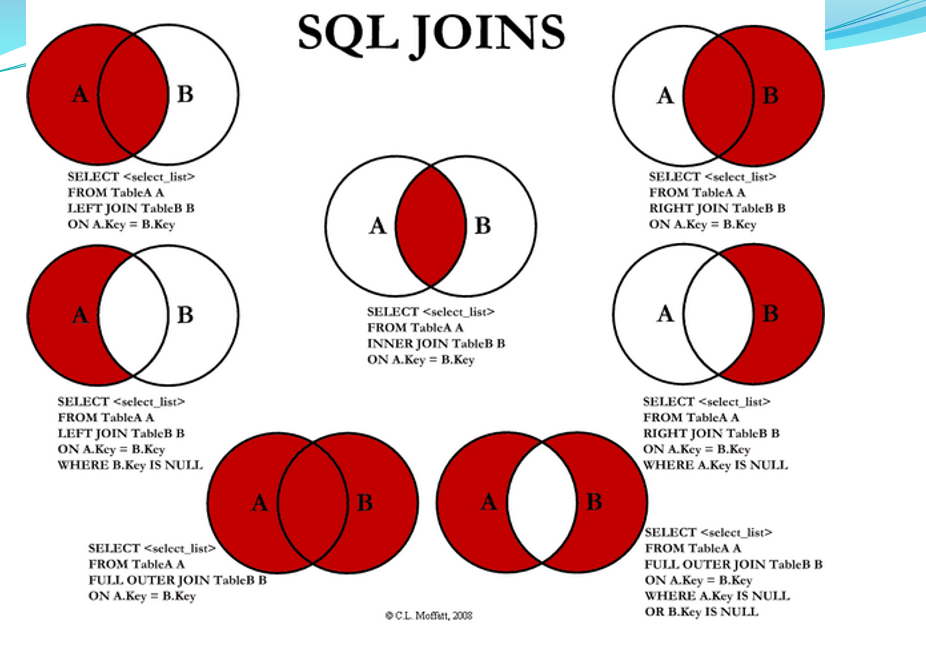 SQL JOINS
A B
SELECT <select_list>
FROM TableA A
LEFT JOIN TableB B
ON A.Key = B.Key
A B
SELECT <select_list>
FROM TableA A
RIGHT JOIN TableB B
ON A.Key = B.Key
A B
SELECT <select_list>
FROM TableA A
INNER JOIN TableB B
ON A.Key = B.Key
A B
SELECT <select_list>
FROM TableA A
LEFT JOIN TableB B
ON A.Key = B.Key
WHERE B.Key IS NULL
A B
SELECT <select_list>
FROM TableA A
RIGHT JOIN TableB B
ON A.Key = B.Key
WHERE A.Key IS NULL
A B
SELECT <select_list>
FROM TableA A
FULL OUTER JOIN TableB B
ON A.Key = B.Key
A B
SELECT <select_list>
FROM TableA A
FULL OUTER JOIN TableB B
ON A.Key = B.Key
WHERE A.Key IS NULL
OR B.Key IS NULL
© C.L. Moffatt, 2008